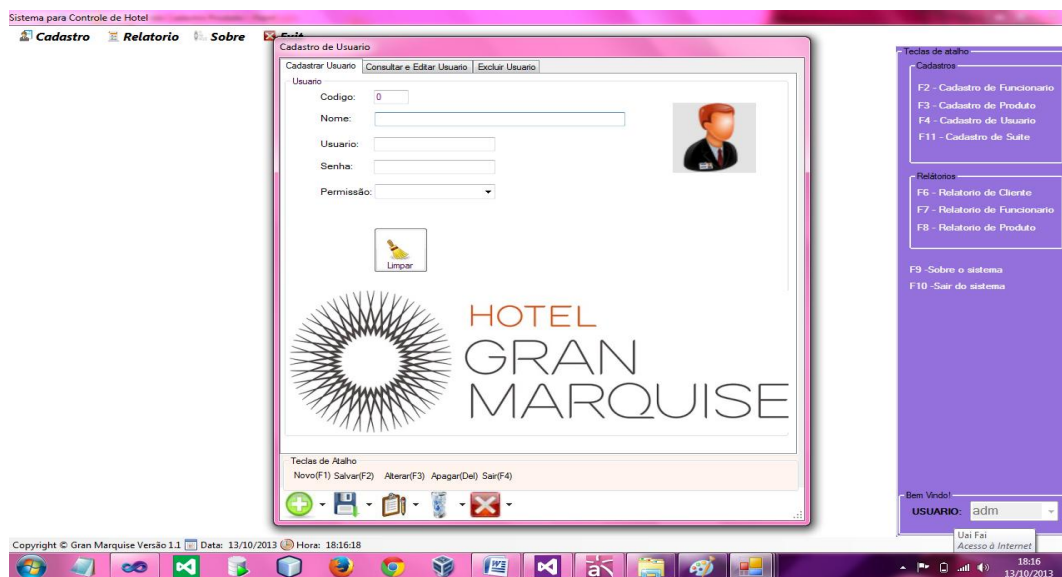 Sistema para Controle de Hotel
Cadastro Relatorio Sobre Exit
Cadastro de Usuario
Cadastrar Usuario Consultar e Editar Usuario Excluir Usuario
Usuario
Codigo: 0
Nome:
Usuario:
Senha:
Permissão:
Limpar
HOTEL
GRAN
MARQUISE
Teclas de Atalho
Novo(F1) Salvar(F2) Alterar(F3) Apagar(Del) Sair(F4)
Teclas de atalho
Cadastros
F2 - Cadastro de Funcionario
F3 - Cadastro de Produto
F4 - Cadastro de Usuario
F11 - Cadastro de Suite
Relátorios
F6 - Relatorio de Cliente
F7 - Relatorio de Funcionario
F8 - Relatorio de Produto
F9 -Sobre o sistema
F10 -Sair do sistema
Bem Vindo!
USUARIO: adm
Uai Fai
Acesso à Internet
Copyright © Gran Marquise Versão 1.1 Data: 13/10/2013 Hora: 18:16:18
18:16
13/10/2013